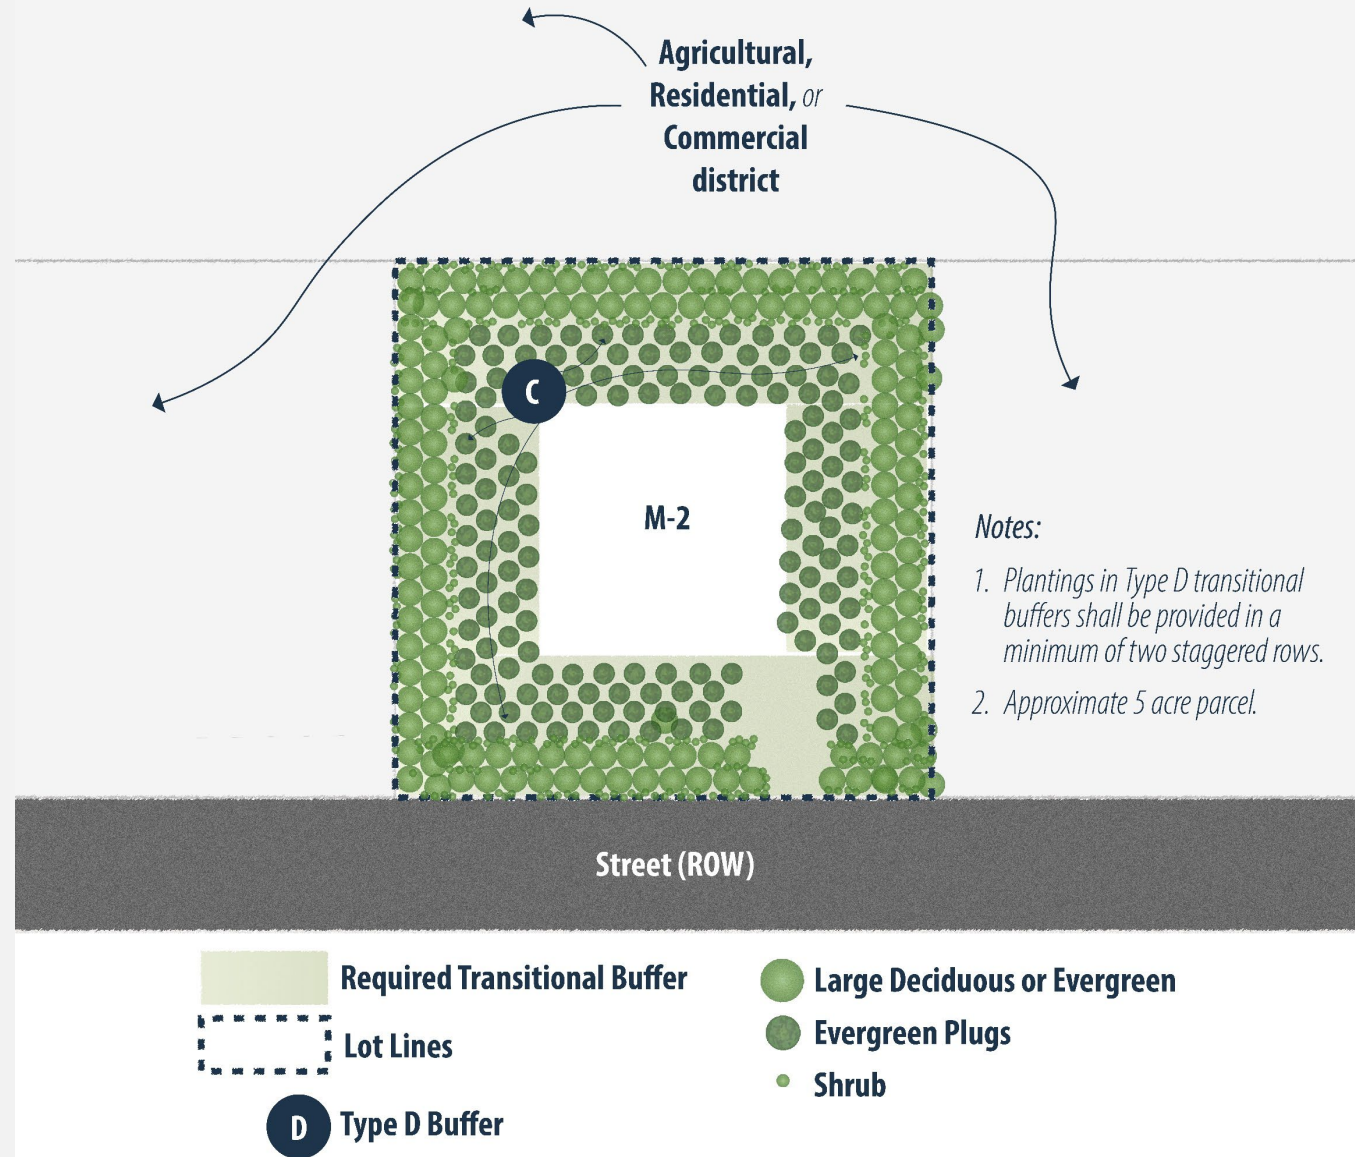 Agricultural,
Residential, or
Commercial
district
C
M-2
Notes:
1. Plantings in Type D transitional
buffers shall be provided in a
minimum of two staggered rows.
2. Approximate 5 acre parcel.
Street (ROW)
Required Transitional Buffer
Lot Lines
D Type D Buffer
Large Deciduous or Evergreen
Evergreen Plugs
Shrub